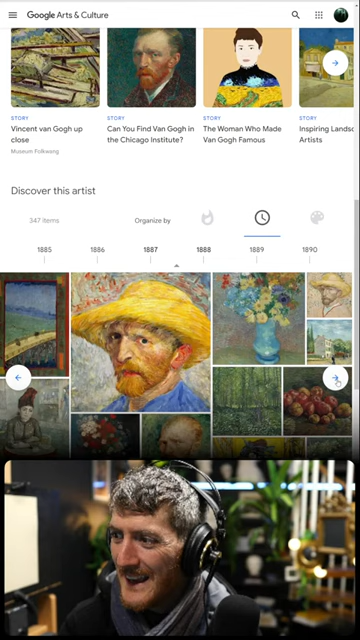 Google Arts & Culture
STORY
Vincent van Gogh up
close
Museum Folkwang
STORY
Can You Find Van Gogh in
the Chicago Institute?
STORY
The Woman Who Made
Van Gogh Famous
STORY
Inspiring Landsc
Artists
Discover this artist
347 items
Organize by
1885
1886
1887
1888
1889
1890